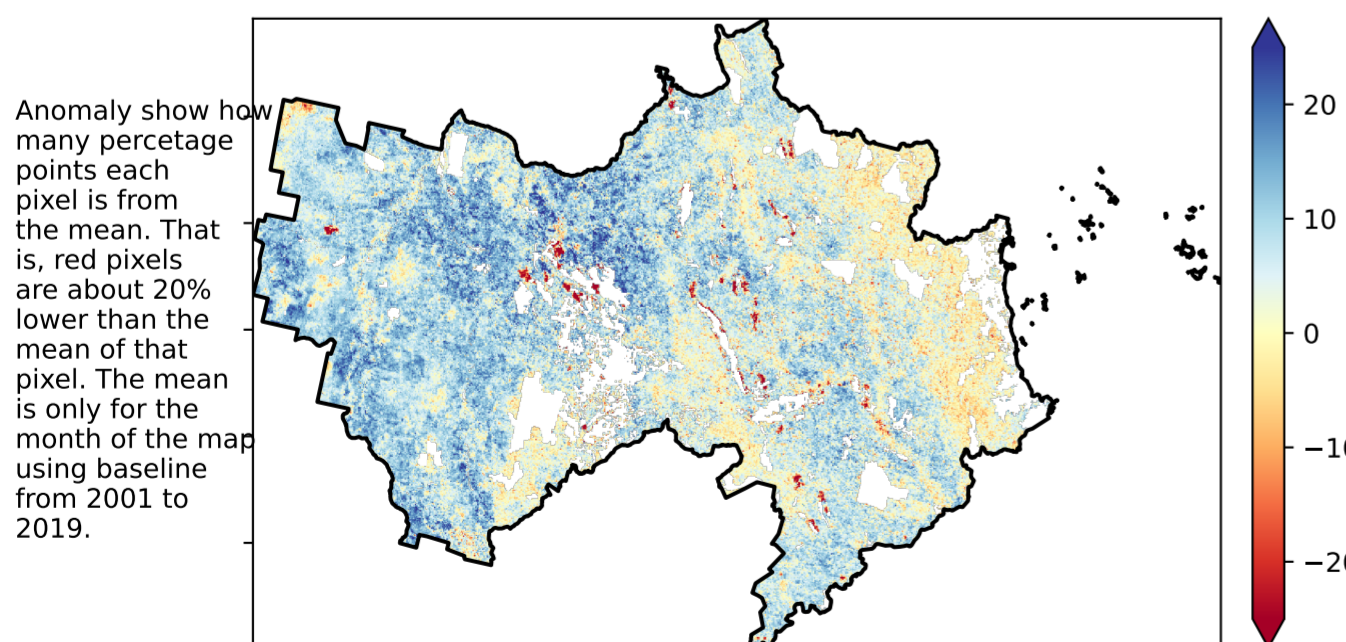 Anomaly show how
many percetage
points each
pixel is from
the mean. That
is, red pixels
are about 20%
lower than the
mean of that
pixel. The mean
is only for the
month of the map
using baseline
from 2001 to
2019.
20
10
0
−10
−20